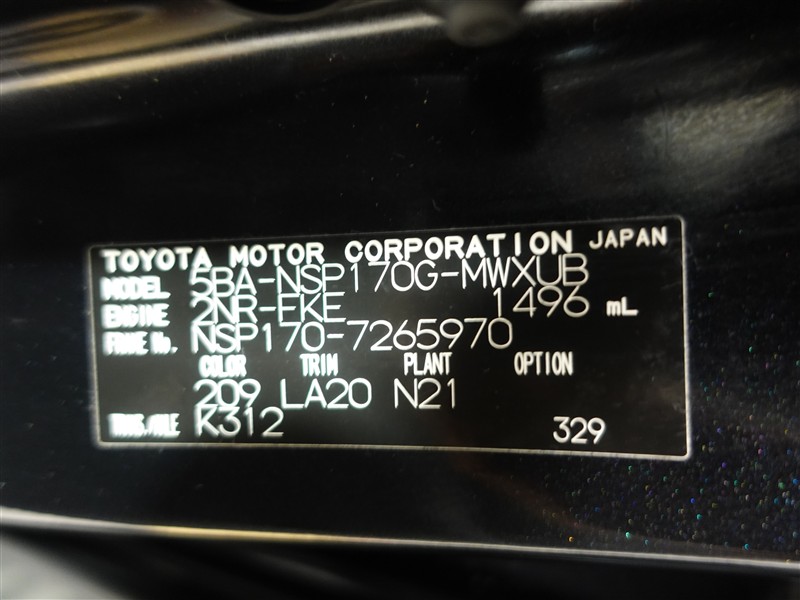 TOYOTA MOTOR CORPORATION JAPAN
MODEL 5BA-NSP170G-MWXUB
ENGINE 2NR-FKE 1496 mL
FRAME No. NSP170-7265970
COLOR TRIM PLANT OPTION
209 LA20 N21
TRANS./AXLE K312 329